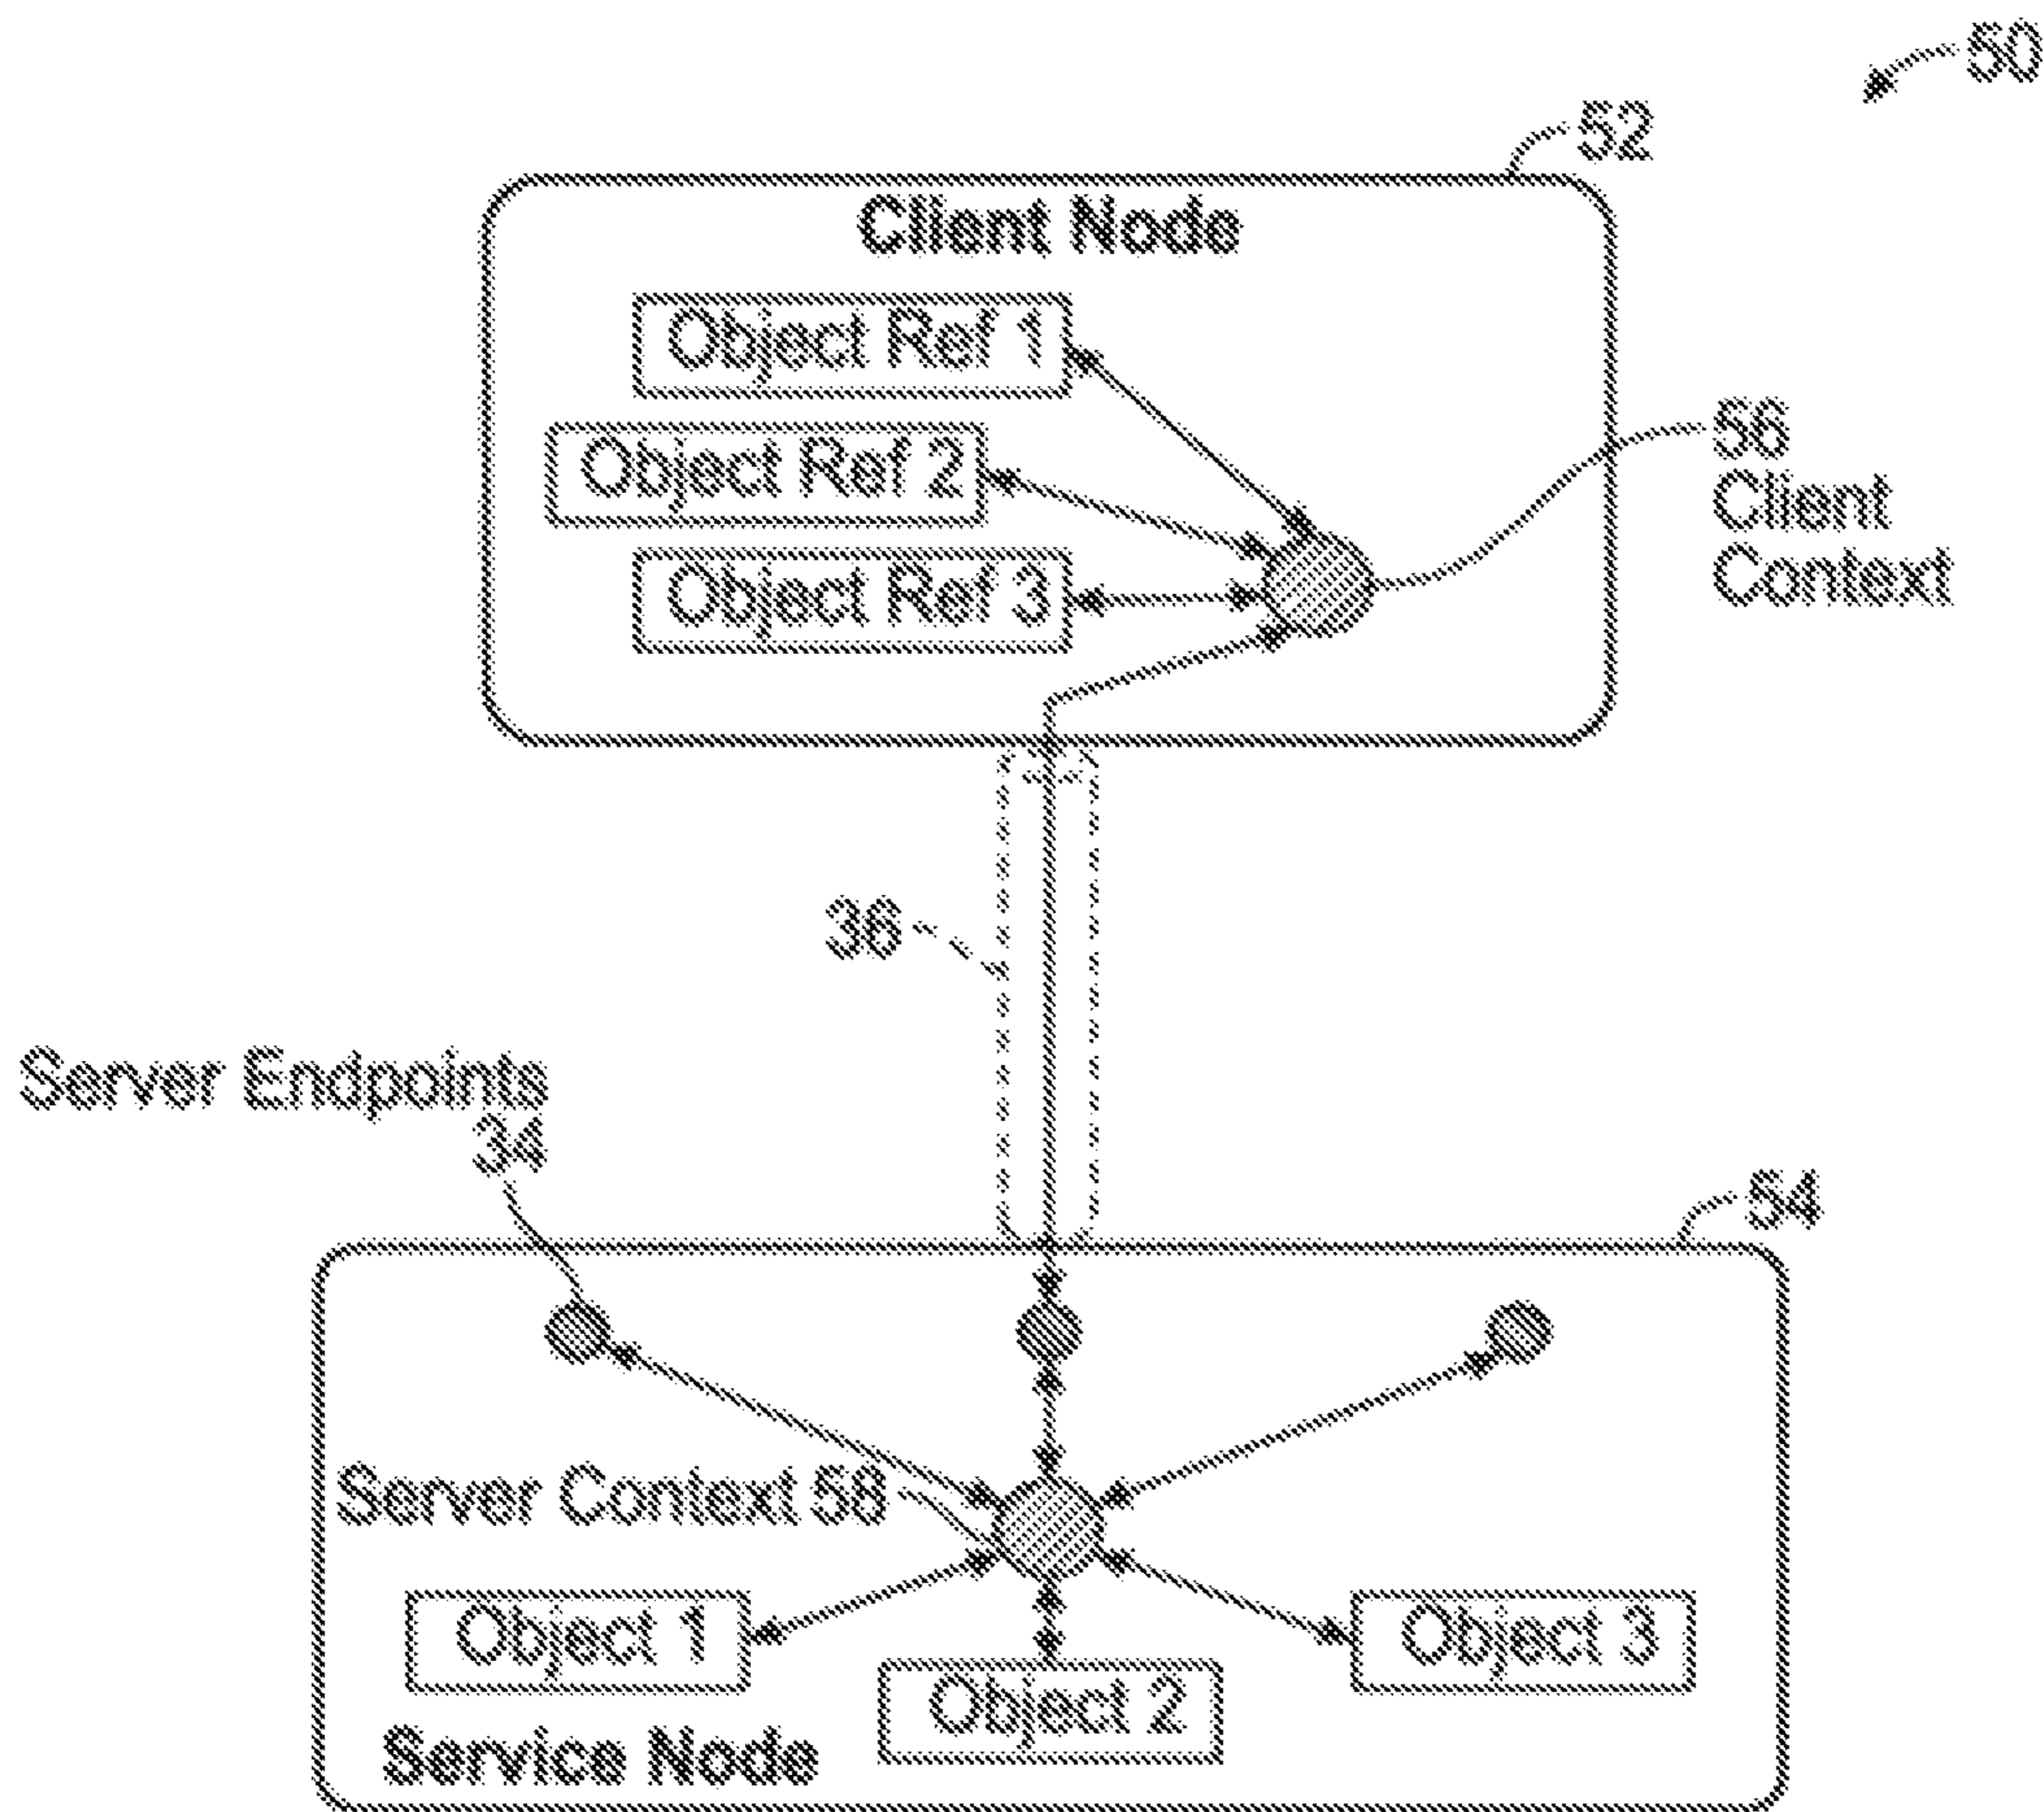 50
52
Client Node
Object Ref 1
Object Ref 2
Object Ref 3
56
Client
Context
36
Server Endpoints
34
54
Server Context 58
Object 1
Object 2
Object 3
Service Node